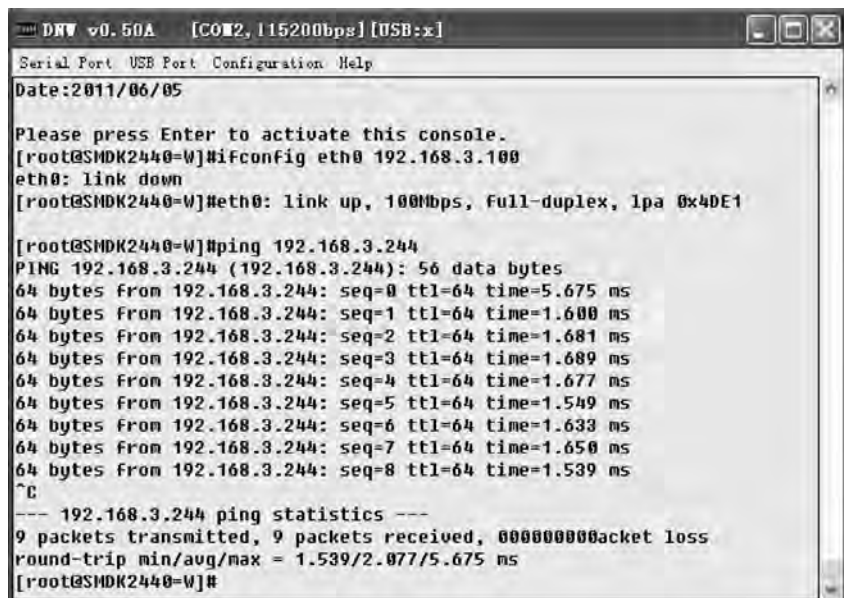 DNW v0.50A [COM2,115200bps][USB:x]
Serial Port USB Port Configuration Help
Date:2011/06/05
Please press Enter to activate this console.
[root@SMDK2440=W]#ifconfig eth0 192.168.3.100
eth0: link down
[root@SMDK2440=W]#eth0: link up, 100Mbps, full-duplex, lpa 0x4DE1
[root@SMDK2440=W]#ping 192.168.3.244
PING 192.168.3.244 (192.168.3.244): 56 data bytes
64 bytes from 192.168.3.244: seq=0 ttl=64 time=5.675 ms
64 bytes from 192.168.3.244: seq=1 ttl=64 time=1.600 ms
64 bytes from 192.168.3.244: seq=2 ttl=64 time=1.681 ms
64 bytes from 192.168.3.244: seq=3 ttl=64 time=1.689 ms
64 bytes from 192.168.3.244: seq=4 ttl=64 time=1.677 ms
64 bytes from 192.168.3.244: seq=5 ttl=64 time=1.549 ms
64 bytes from 192.168.3.244: seq=6 ttl=64 time=1.633 ms
64 bytes from 192.168.3.244: seq=7 ttl=64 time=1.650 ms
64 bytes from 192.168.3.244: seq=8 ttl=64 time=1.539 ms
^C
--- 192.168.3.244 ping statistics ---
9 packets transmitted, 9 packets received, 000000000acket loss
round-trip min/avg/max = 1.539/2.077/5.675 ms
[root@SMDK2440=W]#